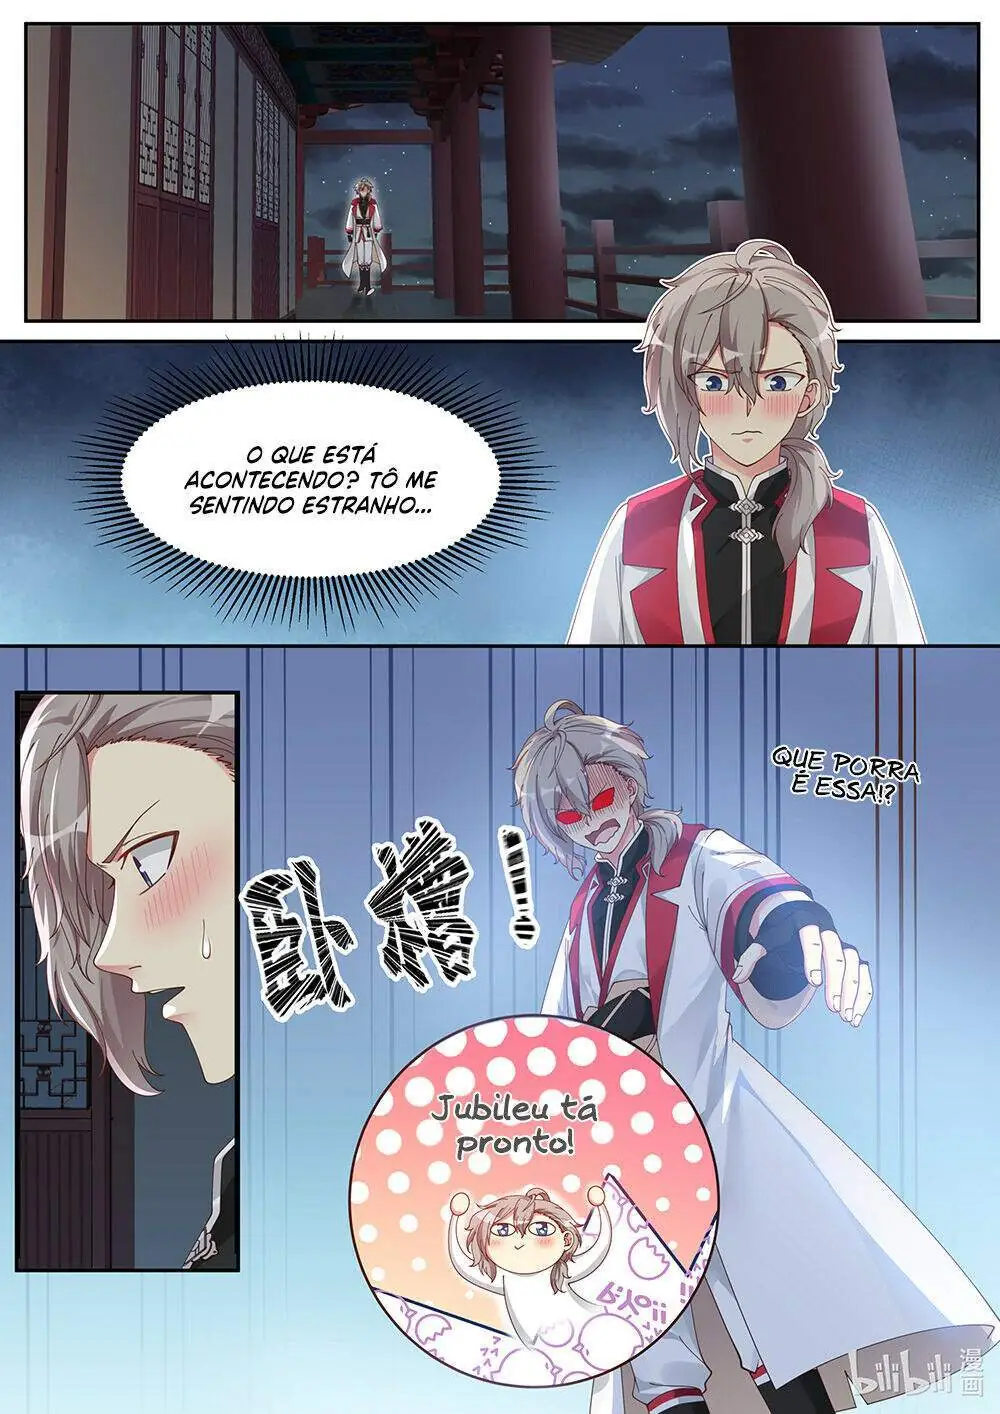 O QUE ESTÁ
ACONTECENDO? TÔ ME
SENTINDO ESTRANHO...
QUE PORRA
É ESSA!?
卧槽！
Jubileu tá
pronto!
bilibili
漫画